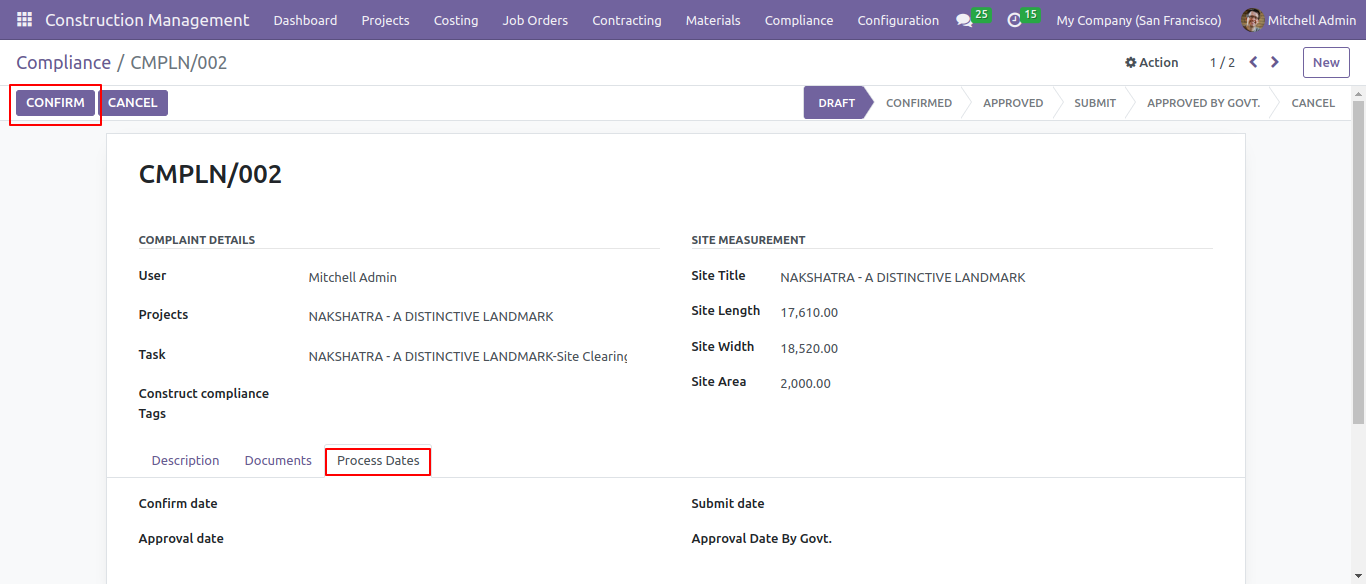 Construction Management Dashboard Projects Costing Job Orders Contracting Materials Compliance Configuration 25 15 My Company (San Francisco) Mitchell Admin
Compliance / CMPLN/002 Action 1 / 2 New
CONFIRM CANCEL DRAFT CONFIRMED APPROVED SUBMIT APPROVED BY GOVT. CANCEL
CMPLN/002
COMPLAINT DETAILS SITE MEASUREMENT
User Mitchell Admin Site Title NAKSHATRA - A DISTINCTIVE LANDMARK
Projects NAKSHATRA - A DISTINCTIVE LANDMARK Site Length 17,610.00
Task NAKSHATRA - A DISTINCTIVE LANDMARK-Site Clearing Site Width 18,520.00
Site Area 2,000.00
Construct compliance
Tags
Description Documents Process Dates
Confirm date Submit date
Approval date Approval Date By Govt.